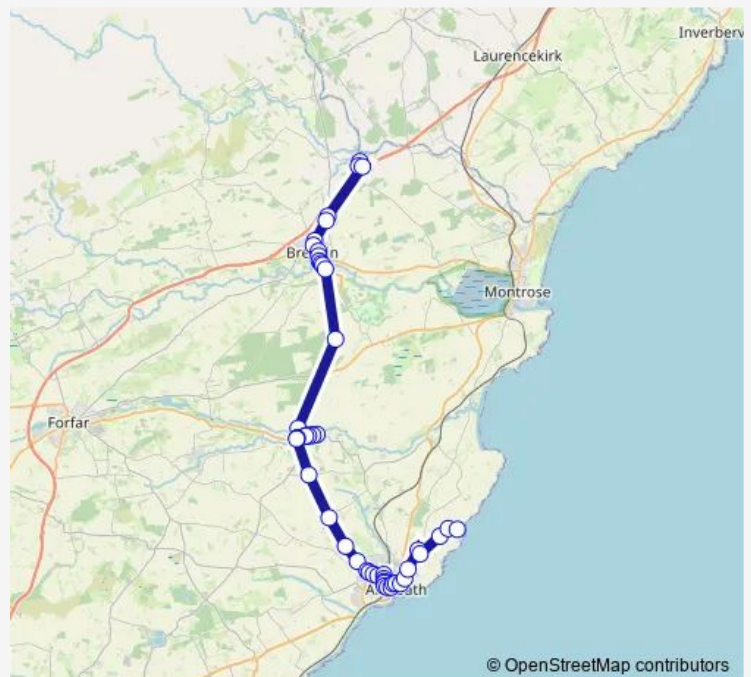 Inverberv
Laurencekirk
Montrose
Forfar
© OpenStreetMap contributors